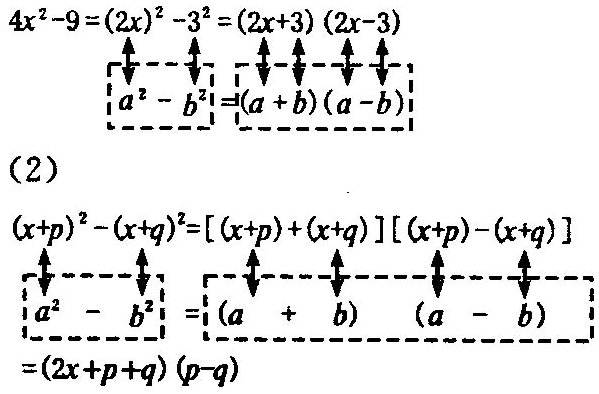 4x²-9=(2x)²-3²=(2x+3)(2x-3)
a² - b²=(a+b)(a-b)
(2)
(x+p)²-(x+q)²=[(x+p)+(x+q)][(x+p)-(x+q)]
a² - b² = (a + b) (a - b)
=(2x+p+q)(p-q)